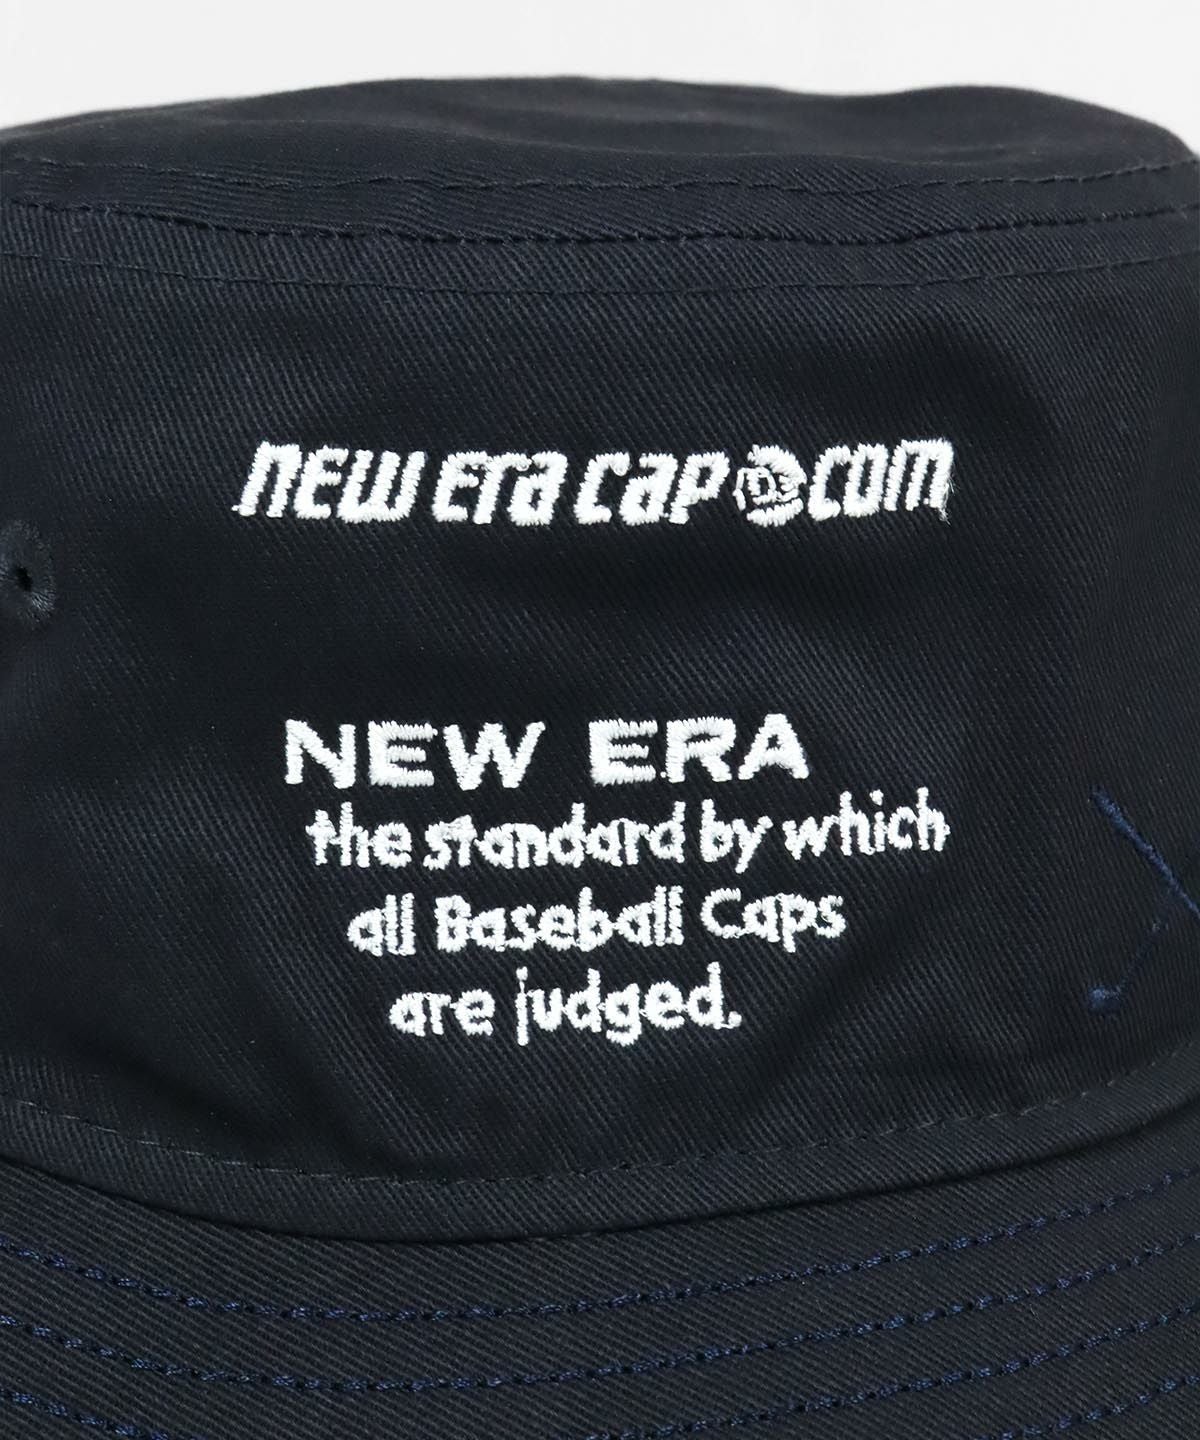 new era cap.com
NEW ERA
the standard by which
all Baseball Caps
are judged.